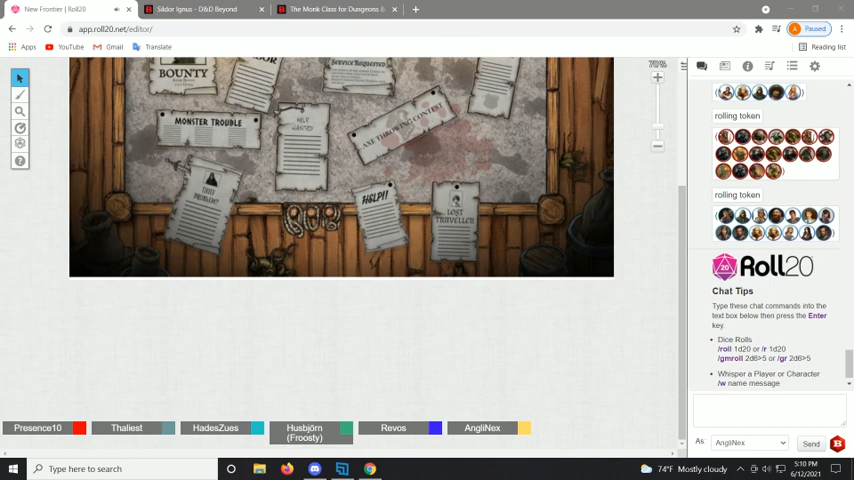 New Frontier | Roll20
Sildor Ignus - D&D Beyond
The Monk Class for Dungeons &
app.roll20.net/editor/
Paused
Apps
YouTube
Gmail
Translate
Reading list
70%
BOUNTY
SERVICE REQUESTED
MONSTER TROUBLE
HELP WANTED
AXE THROWING CONTEST
THIEF PROBLEM?
HELP!!
LOST
TRAVELLER
rolling token
rolling token
20
Roll20
Chat Tips
Type these chat commands into the
text box below then press the Enter
key.
Dice Rolls
/roll 1d20 or /r 1d20
/gmroll 2d6>5 or /gr 2d6>5
Whisper a Player or Character
/w name message
Presence10
Thaliest
HadesZues
Husbjörn
(Froosty)
Revos
AngliNex
As:
AngliNex
Send
Type here to search
74°F Mostly cloudy
5:10 PM
6/12/2021